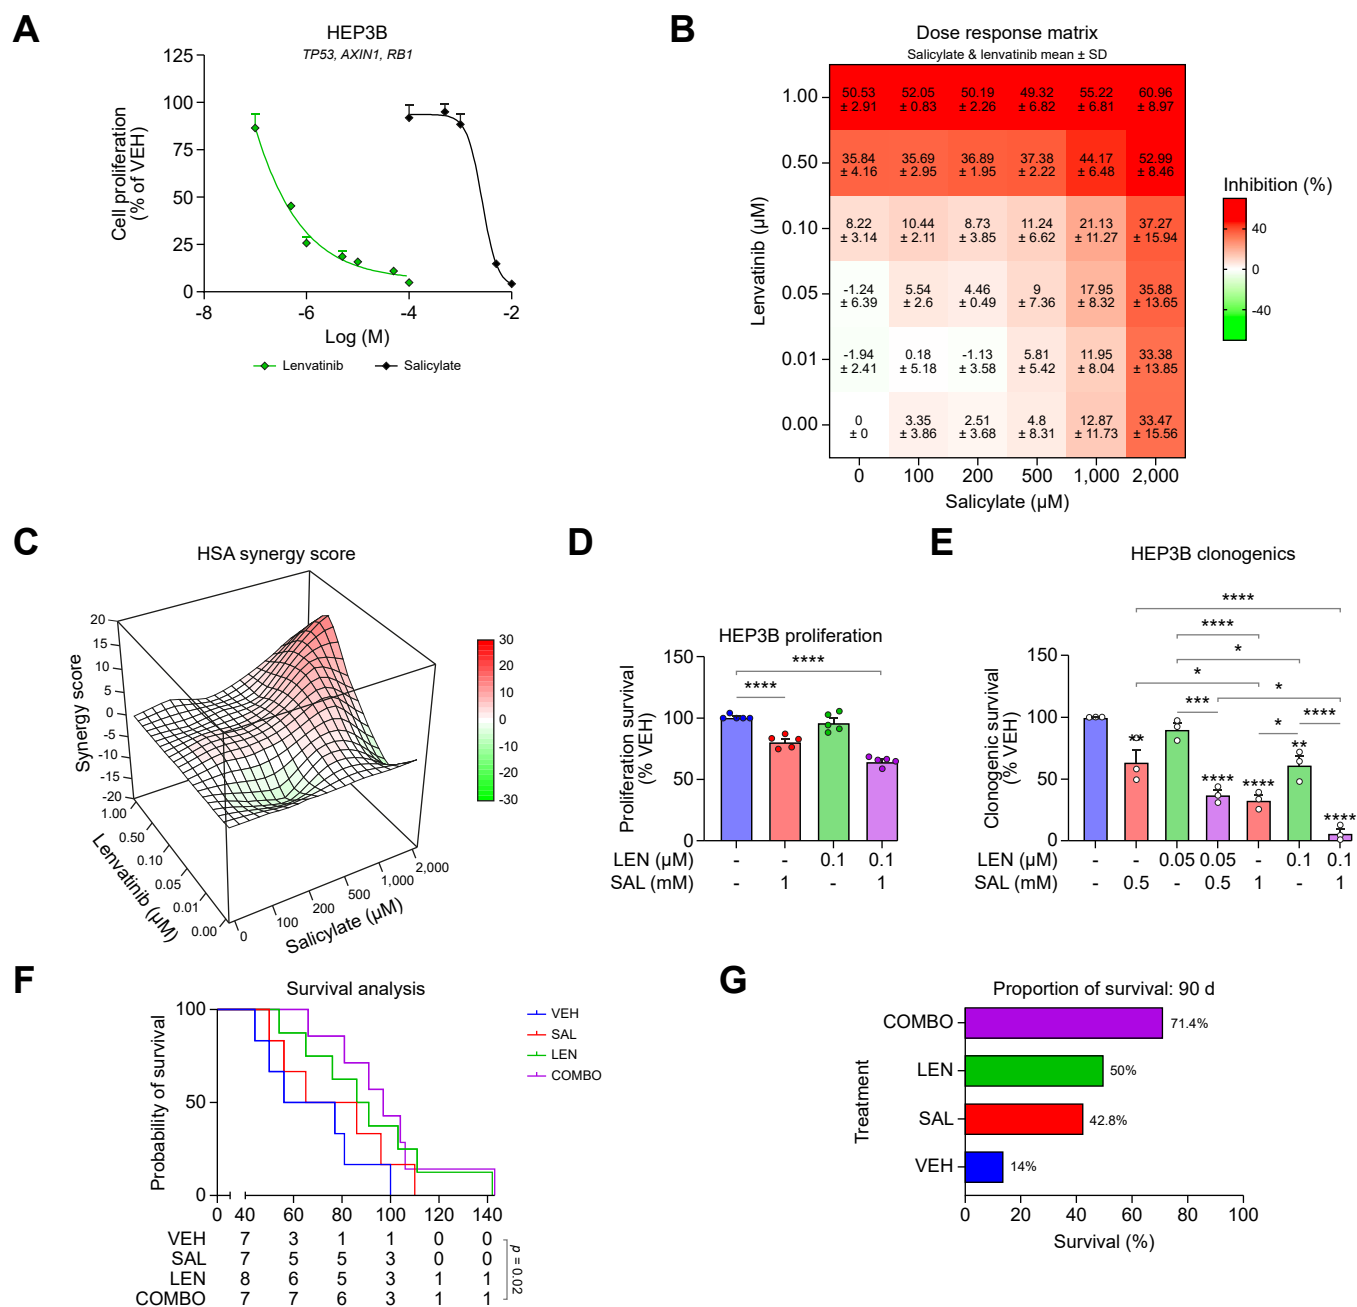 A
HEP3B
TP53, AXIN1, RB1
Cell proliferation
(% of VEH)
125
100
75
50
25
0
-8
-6
-4
-2
Log (M)
Lenvatinib
Salicylate
B
Dose response matrix
Salicylate & lenvatinib mean ± SD
Lenvatinib (µM)
1.00
50.53 ± 2.91
52.05 ± 0.83
50.19 ± 2.26
49.32 ± 6.82
55.22 ± 6.81
60.96 ± 8.97
0.50
35.84 ± 4.16
35.69 ± 2.95
36.89 ± 1.95
37.38 ± 2.22
44.17 ± 6.48
52.99 ± 8.46
0.10
8.22 ± 3.14
10.44 ± 2.11
8.73 ± 3.85
11.24 ± 6.62
21.13 ± 11.27
37.27 ± 15.94
0.05
-1.24 ± 6.39
5.54 ± 2.6
4.46 ± 0.49
9 ± 7.36
17.95 ± 8.32
35.88 ± 13.65
0.01
-1.94 ± 2.41
0.18 ± 5.18
-1.13 ± 3.58
5.81 ± 5.42
11.95 ± 8.04
33.38 ± 13.85
0.00
0 ± 0
3.35 ± 3.86
2.51 ± 3.68
4.8 ± 8.31
12.87 ± 11.73
33.47 ± 15.56
0 100 200 500 1,000 2,000
Salicylate (µM)
Inhibition (%)
40
0
-40
C
HSA synergy score
Synergy score
20
15
10
5
0
-5
-10
-15
-20
1.00
0.50
0.10
0.05
0.01
0.00
Lenvatinib (µM)
0
100
200
500
1,000
2,000
Salicylate (µM)
30
20
10
0
-10
-20
-30
D
HEP3B proliferation
Proliferation survival
(% VEH)
150
100
50
0
****
****
LEN (µM) - - 0.1 0.1
SAL (mM) - 1 - 1
E
HEP3B clonogenics
Clonogenic survival
(% VEH)
150
100
50
0
****
****
*
* *
***
* ****
** **
**** ****
****
LEN (µM) - - 0.05 0.05 - 0.1 0.1
SAL (mM) - 0.5 - 0.5 1 - 1
F
Survival analysis
Probability of survival
100
50
0
0 40 60 80 100 120 140
VEH
SAL
LEN
COMBO
VEH 7 3 1 1 0 0
SAL 7 5 5 3 0 0
LEN 8 6 5 3 1 1
COMBO 7 7 6 3 1 1
p = 0.02
G
Proportion of survival: 90 d
Treatment
COMBO
71.4%
LEN
50%
SAL
42.8%
VEH
14%
0 20 40 60 80 100
Survival (%)